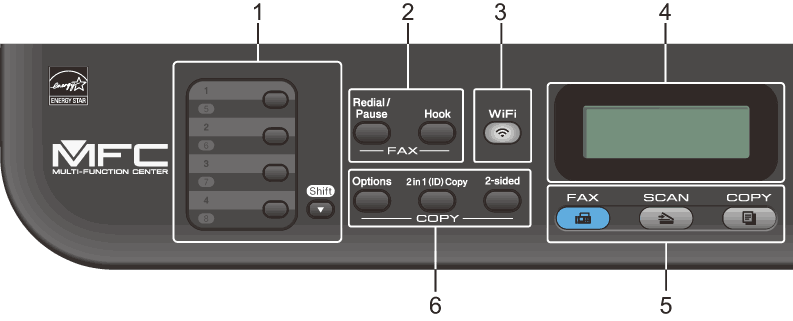 1
2
3
4
1
5
2
6
3
7
4
8
Shift
energy
ENERGY STAR
MFC
MULTI-FUNCTION CENTER
Redial /
Pause
Hook
FAX
WiFi
Options
2 in 1 (ID) Copy
2-sided
COPY
FAX
SCAN
COPY
6
5